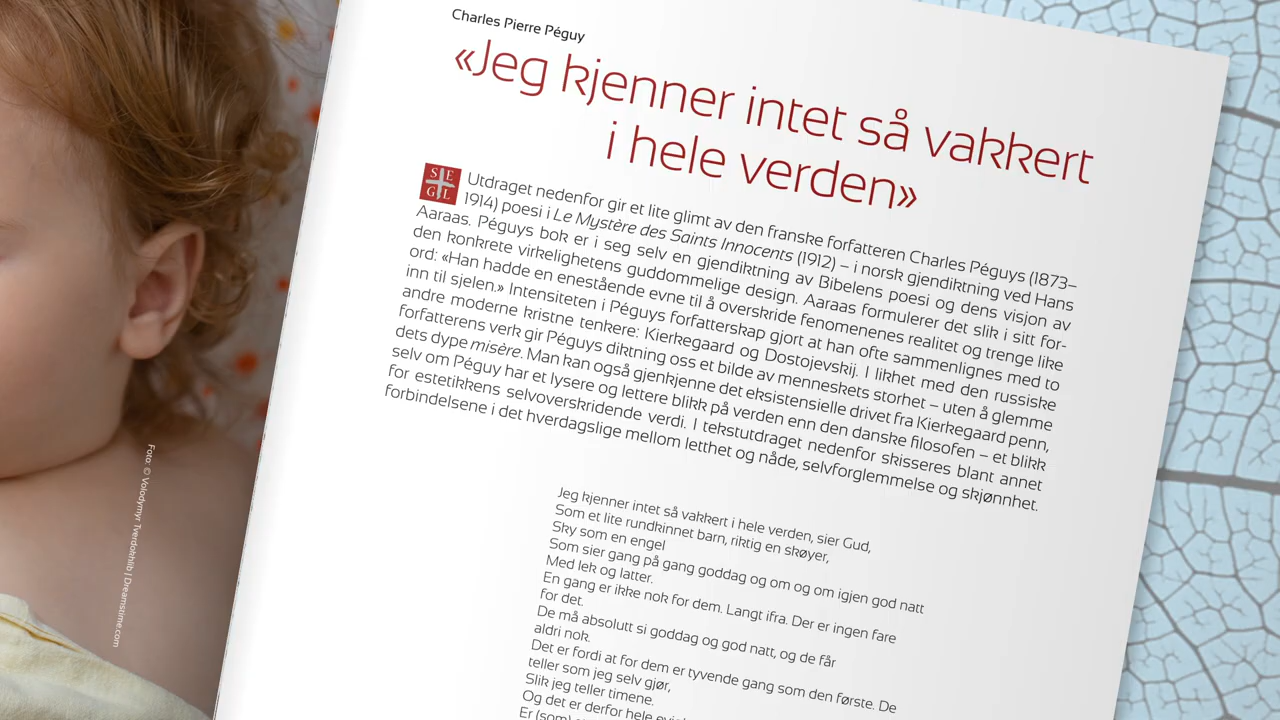 Charles Pierre Péguy
«Jeg kjenner intet så vakkert
i hele verden»
SE
GL
Utdraget nedenfor gir et lite glimt av den franske forfatteren Charles Péguys (1873–
1914) poesi i Le Mystère des Saints Innocents (1912) – i norsk gjendiktning ved Hans
Aaraas. Péguys bok er i seg selv en gjendiktning av Bibelens poesi og dens visjon av
den konkrete virkelighetens guddommelige design. Aaraas formulerer det slik i sitt for-
ord: «Han hadde en enestående evne til å overskride fenomenenes realitet og trenge like
inn til sjelen.» Intensiteten i Péguys forfatterskap gjort at han ofte sammenlignes med to
andre moderne kristne tenkere: Kierkegaard og Dostojevskij. I likhet med den russiske
forfatterens verk gir Péguys diktning oss et bilde av menneskets storhet – uten å glemme
dets dype misère. Man kan også gjenkjenne det eksistensielle drivet fra Kierkegaard penn,
selv om Péguy har et lysere og lettere blikk på verden enn den danske filosofen – et blikk
for estetikkens selvoverskridende verdi. I tekstutdraget nedenfor skisseres blant annet
forbindelsene i det hverdagslige mellom letthet og nåde, selvforglemmelse og skjønnhet.
Jeg kjenner intet så vakkert i hele verden, sier Gud,
Som et lite rundkinnet barn, riktig en skøyer,
Sky som en engel
Som sier gang på gang goddag og om og om igjen god natt
Med lek og latter.
En gang er ikke nok for dem. Langt ifra. Der er ingen fare
for det.
De må absolutt si goddag og god natt, og de får
aldri nok.
Det er fordi at for dem er tyvende gang som den første. De
teller som jeg selv gjør,
Slik jeg teller timene.
Og det er derfor hele
Er (som)
Foto: © Volodymyr Tverdokhlib | Dreamstime.com